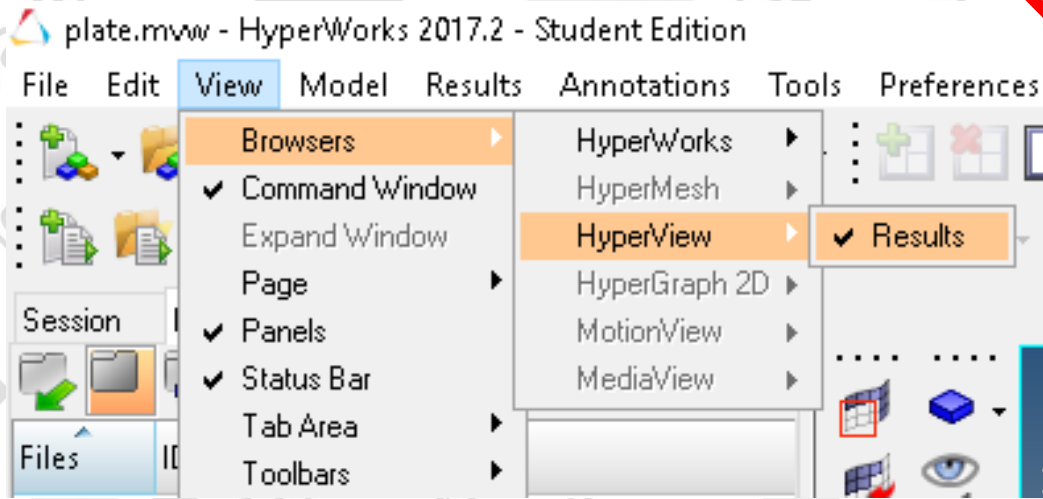 plate.mvw - HyperWorks 2017.2 - Student Edition
File Edit View Model Results Annotations Tools Preferences
Browsers
Command Window
Expand Window
Page
Panels
Status Bar
Tab Area
Toolbars
HyperWorks
HyperMesh
HyperView
HyperGraph 2D
MotionView
MediaView
Results
Session
Files